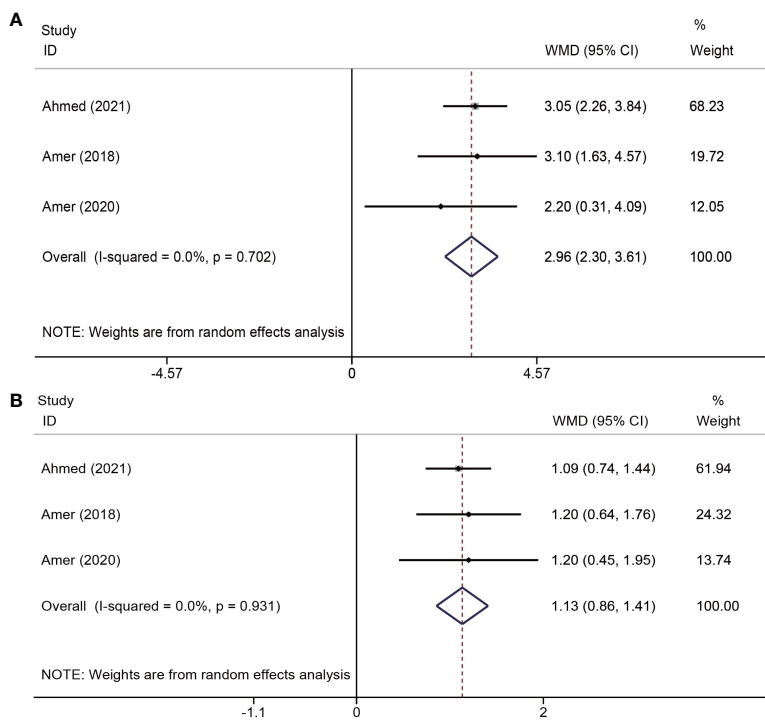 A
Study %
ID WMD (95% CI) Weight
Ahmed (2021) 3.05 (2.26, 3.84) 68.23
Amer (2018) 3.10 (1.63, 4.57) 19.72
Amer (2020) 2.20 (0.31, 4.09) 12.05
Overall (I-squared = 0.0%, p = 0.702) 2.96 (2.30, 3.61) 100.00
NOTE: Weights are from random effects analysis
-4.57 0 4.57
B
Study %
ID WMD (95% CI) Weight
Ahmed (2021) 1.09 (0.74, 1.44) 61.94
Amer (2018) 1.20 (0.64, 1.76) 24.32
Amer (2020) 1.20 (0.45, 1.95) 13.74
Overall (I-squared = 0.0%, p = 0.931) 1.13 (0.86, 1.41) 100.00
NOTE: Weights are from random effects analysis
-1.1 0 2